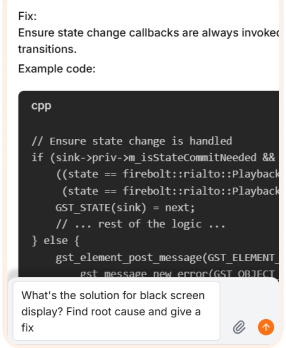 Fix:
Ensure state change callbacks are always invoked
transitions.
Example code:
cpp
// Ensure state change is handled
if (sink->priv->m_isStateCommitNeeded &&
((state == firebolt::rialto::Playback
(state == firebolt::rialto::Playback
GST_STATE(sink) = next;
// ... rest of the logic ...
} else {
gst_element_post_message(GST_ELEMENT_
gst_message_new_error(GST_OBJECT
What's the solution for black screen
display? Find root cause and give a
fix